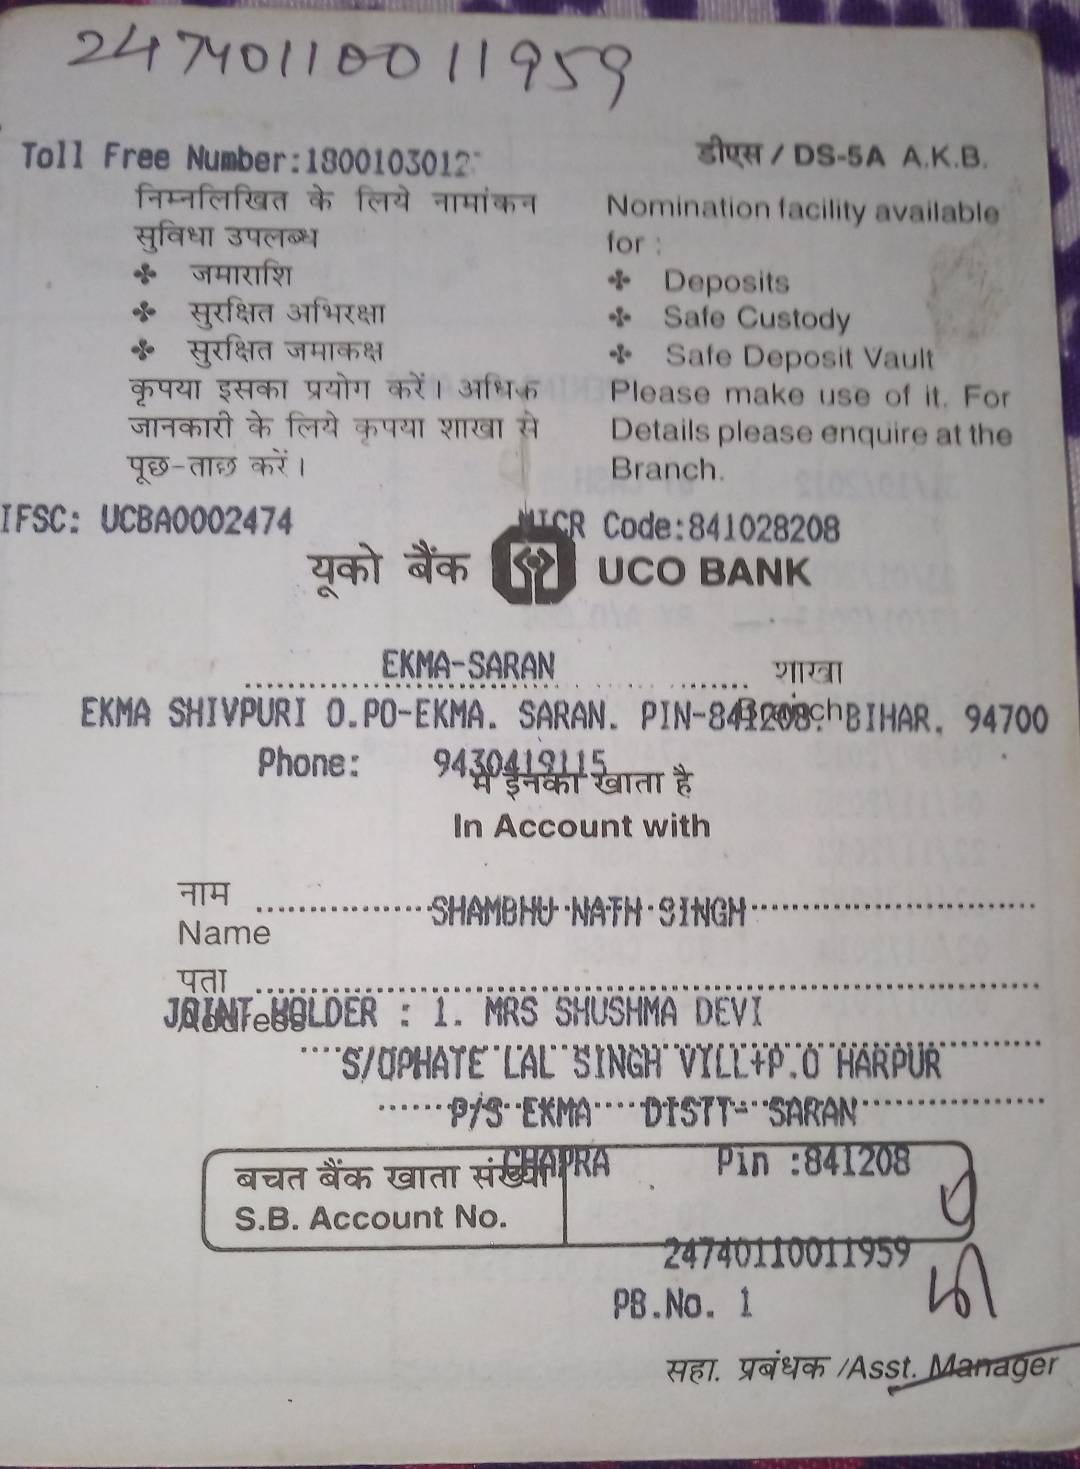 24740110011959
Toll Free Number:1800103012
डीएस / DS-5A A.K.B.
निम्नलिखित के लिये नामांकन
सुविधा उपलब्ध
❖ जमाराशि
❖ सुरक्षित अभिरक्षा
❖ सुरक्षित जमाकक्ष
कृपया इसका प्रयोग करें। अधिक
जानकारी के लिये कृपया शाखा से
पूछ-ताछ करें।
Nomination facility available
for :
❖ Deposits
❖ Safe Custody
❖ Safe Deposit Vault
Please make use of it. For
Details please enquire at the
Branch.
IFSC: UCBA0002474 MICR Code:841028208
यूको बैंक UCO BANK
EKMA-SARAN शाखा
Branch
EKMA SHIVPURI O.PO-EKMA. SARAN. PIN-841208. BIHAR, 94700
Phone: 9430419115
में इनका खाता है
In Account with
नाम
Name SHAMBHU NATH SINGH
पता
Address
JOINT HOLDER : 1. MRS SHUSHMA DEVI
S/OPHATE LAL SINGH VILL+P.O HARPUR
P/S EKMA DISTT- SARAN
CHAPRA Pin :841208
बचत बैंक खाता संख्या
S.B. Account No.
24740110011959
PB.No. 1
सहा. प्रबंधक /Asst. Manager